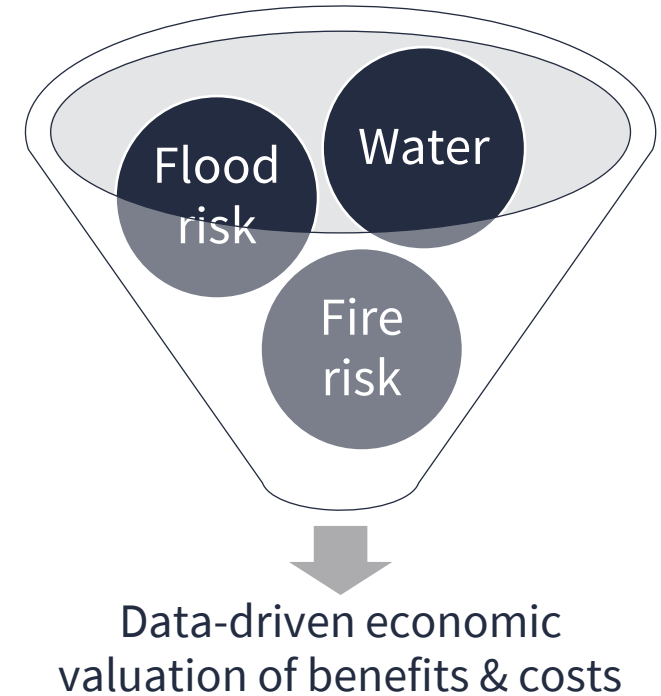 Flood
risk
Water
Fire
risk
Data-driven economic
valuation of benefits & costs